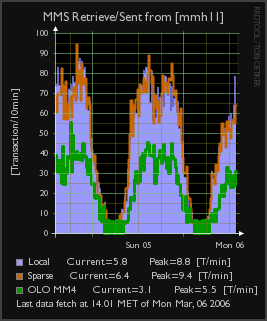 MMS Retrieve/Sent from [mmh11]
RRDTOOL / TOBI OETIKER
[Transaction/10min]
100
90
80
70
60
50
40
30
20
10
0
Sun 05 Mon 06
Local Current=5.8 Peak=8.8 [T/min]
Sparse Current=6.4 Peak=9.4 [T/min]
OLO MM4 Current=3.1 Peak=5.5 [T/min]
Last data fetch at 14.01 MET of Mon Mar, 06 2006